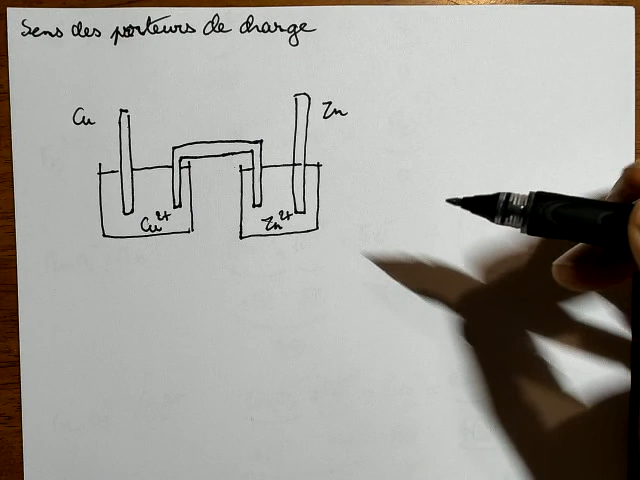 Sens des porteurs de charge
Cu
Zn
Cu²⁺
Zn²⁺